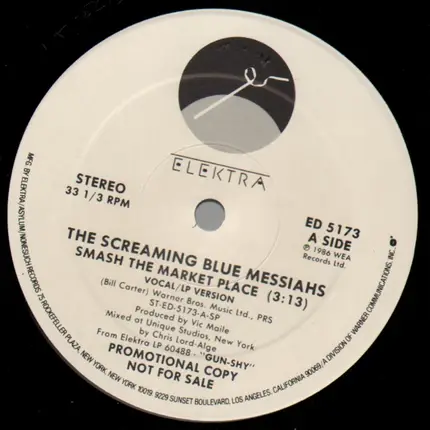 ELEKTRA
STEREO
33 1/3 RPM
ED 5173
A SIDE
℗ 1986 WEA
Records Ltd.
THE SCREAMING BLUE MESSIAHS
SMASH THE MARKET PLACE (3:13)
VOCAL/LP VERSION
(Bill Carter) Warner Bros. Music Ltd., PRS
ST-ED-5173-A-SP
Produced by Vic Maile
Mixed at Unique Studios, New York
by Chris Lord-Alge
From Elektra LP 60488 - "GUN-SHY"
PROMOTIONAL COPY
NOT FOR SALE
MFG BY ELEKTRA/ASYLUM/NONESUCH RECORDS 75 ROCKEFELLER PLAZA, NEW YORK, NEW YORK 10019. 9229 SUNSET BOULEVARD, LOS ANGELES, CALIFORNIA 90069/A DIVISION OF WARNER COMMUNICATIONS, INC.